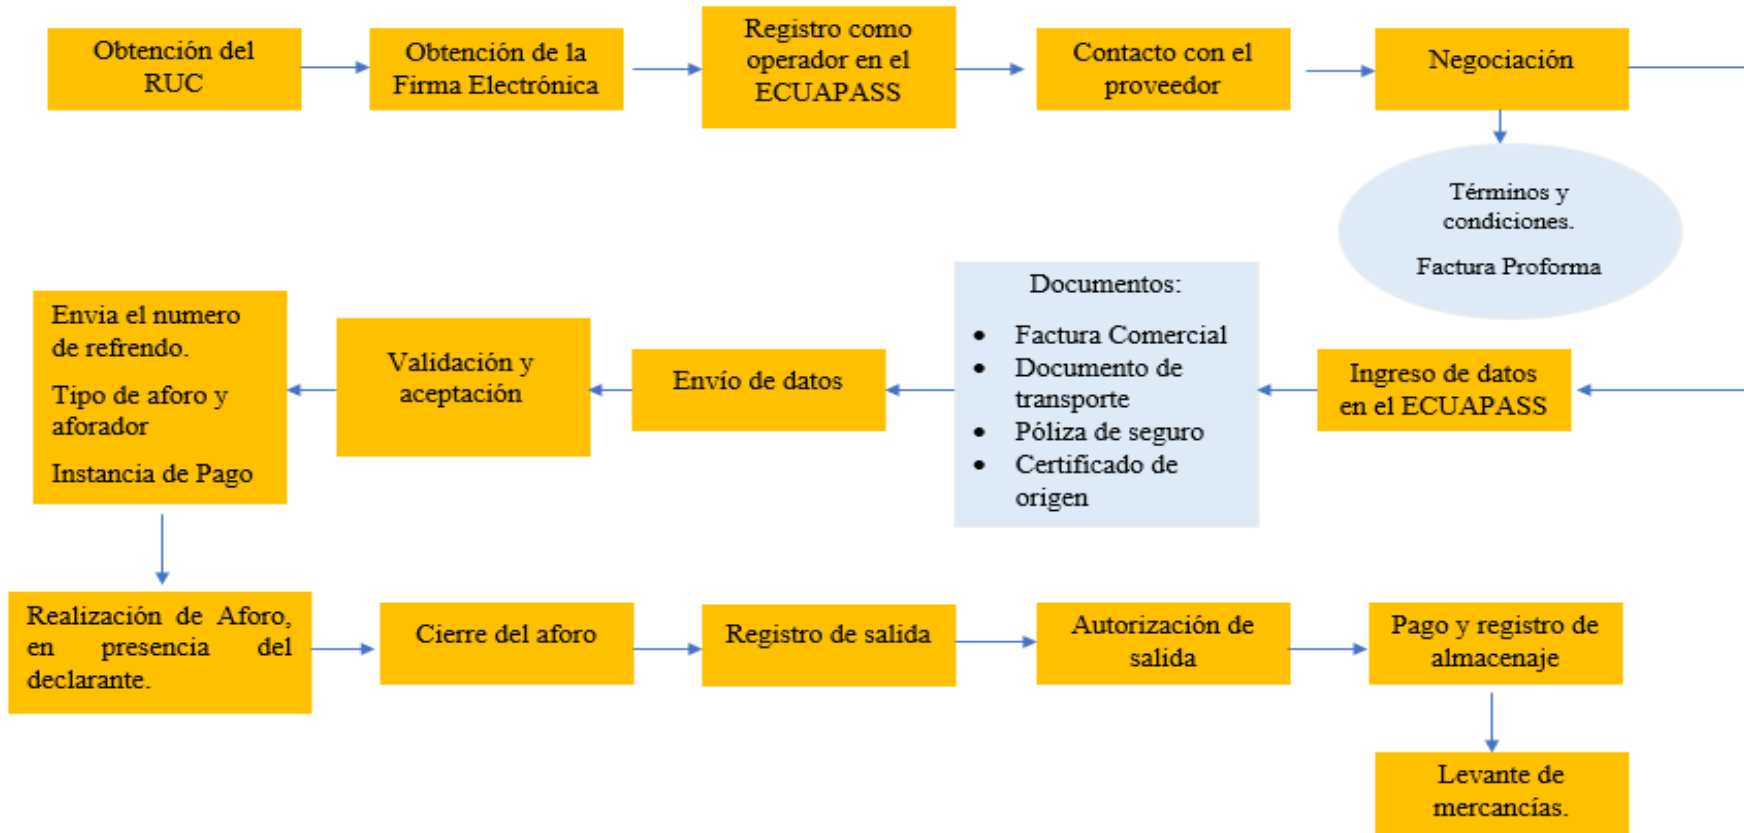 Obtención del
RUC
Obtención de la
Firma Electrónica
Registro como
operador en el
ECUAPASS
Contacto con el
proveedor
Negociación
Términos y
condiciones.
Factura Proforma
Ingreso de datos
en el ECUAPASS
Documentos:
• Factura Comercial
• Documento de
transporte
• Póliza de seguro
• Certificado de
origen
Envío de datos
Validación y
aceptación
Envia el numero
de refrendo.
Tipo de aforo y
aforador
Instancia de Pago
Realización de Aforo,
en presencia del
declarante.
Cierre del aforo
Registro de salida
Autorización de
salida
Pago y registro de
almacenaje
Levante de
mercancías.